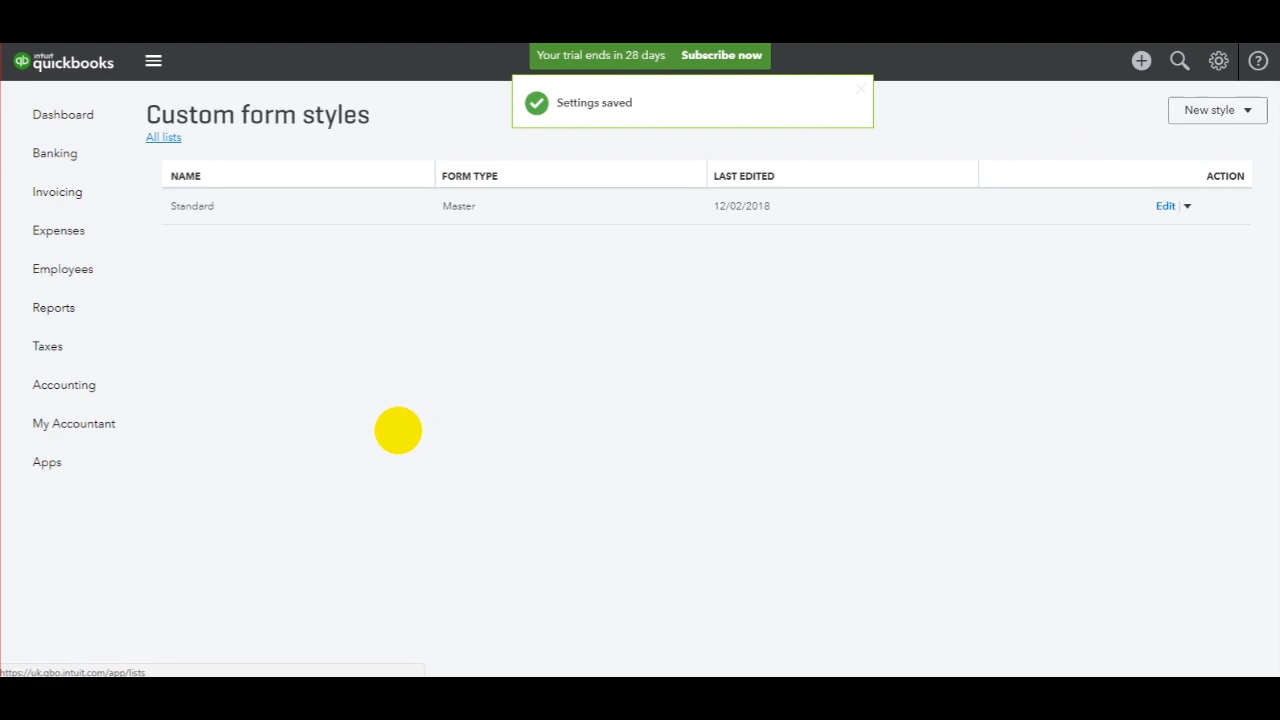 intuit
quickbooks
Your trial ends in 28 days Subscribe now
Settings saved
Custom form styles
All lists
New style
NAME FORM TYPE LAST EDITED ACTION
Standard Master 12/02/2018 Edit
Dashboard
Banking
Invoicing
Expenses
Employees
Reports
Taxes
Accounting
My Accountant
Apps
https://uk.qbo.intuit.com/app/lists